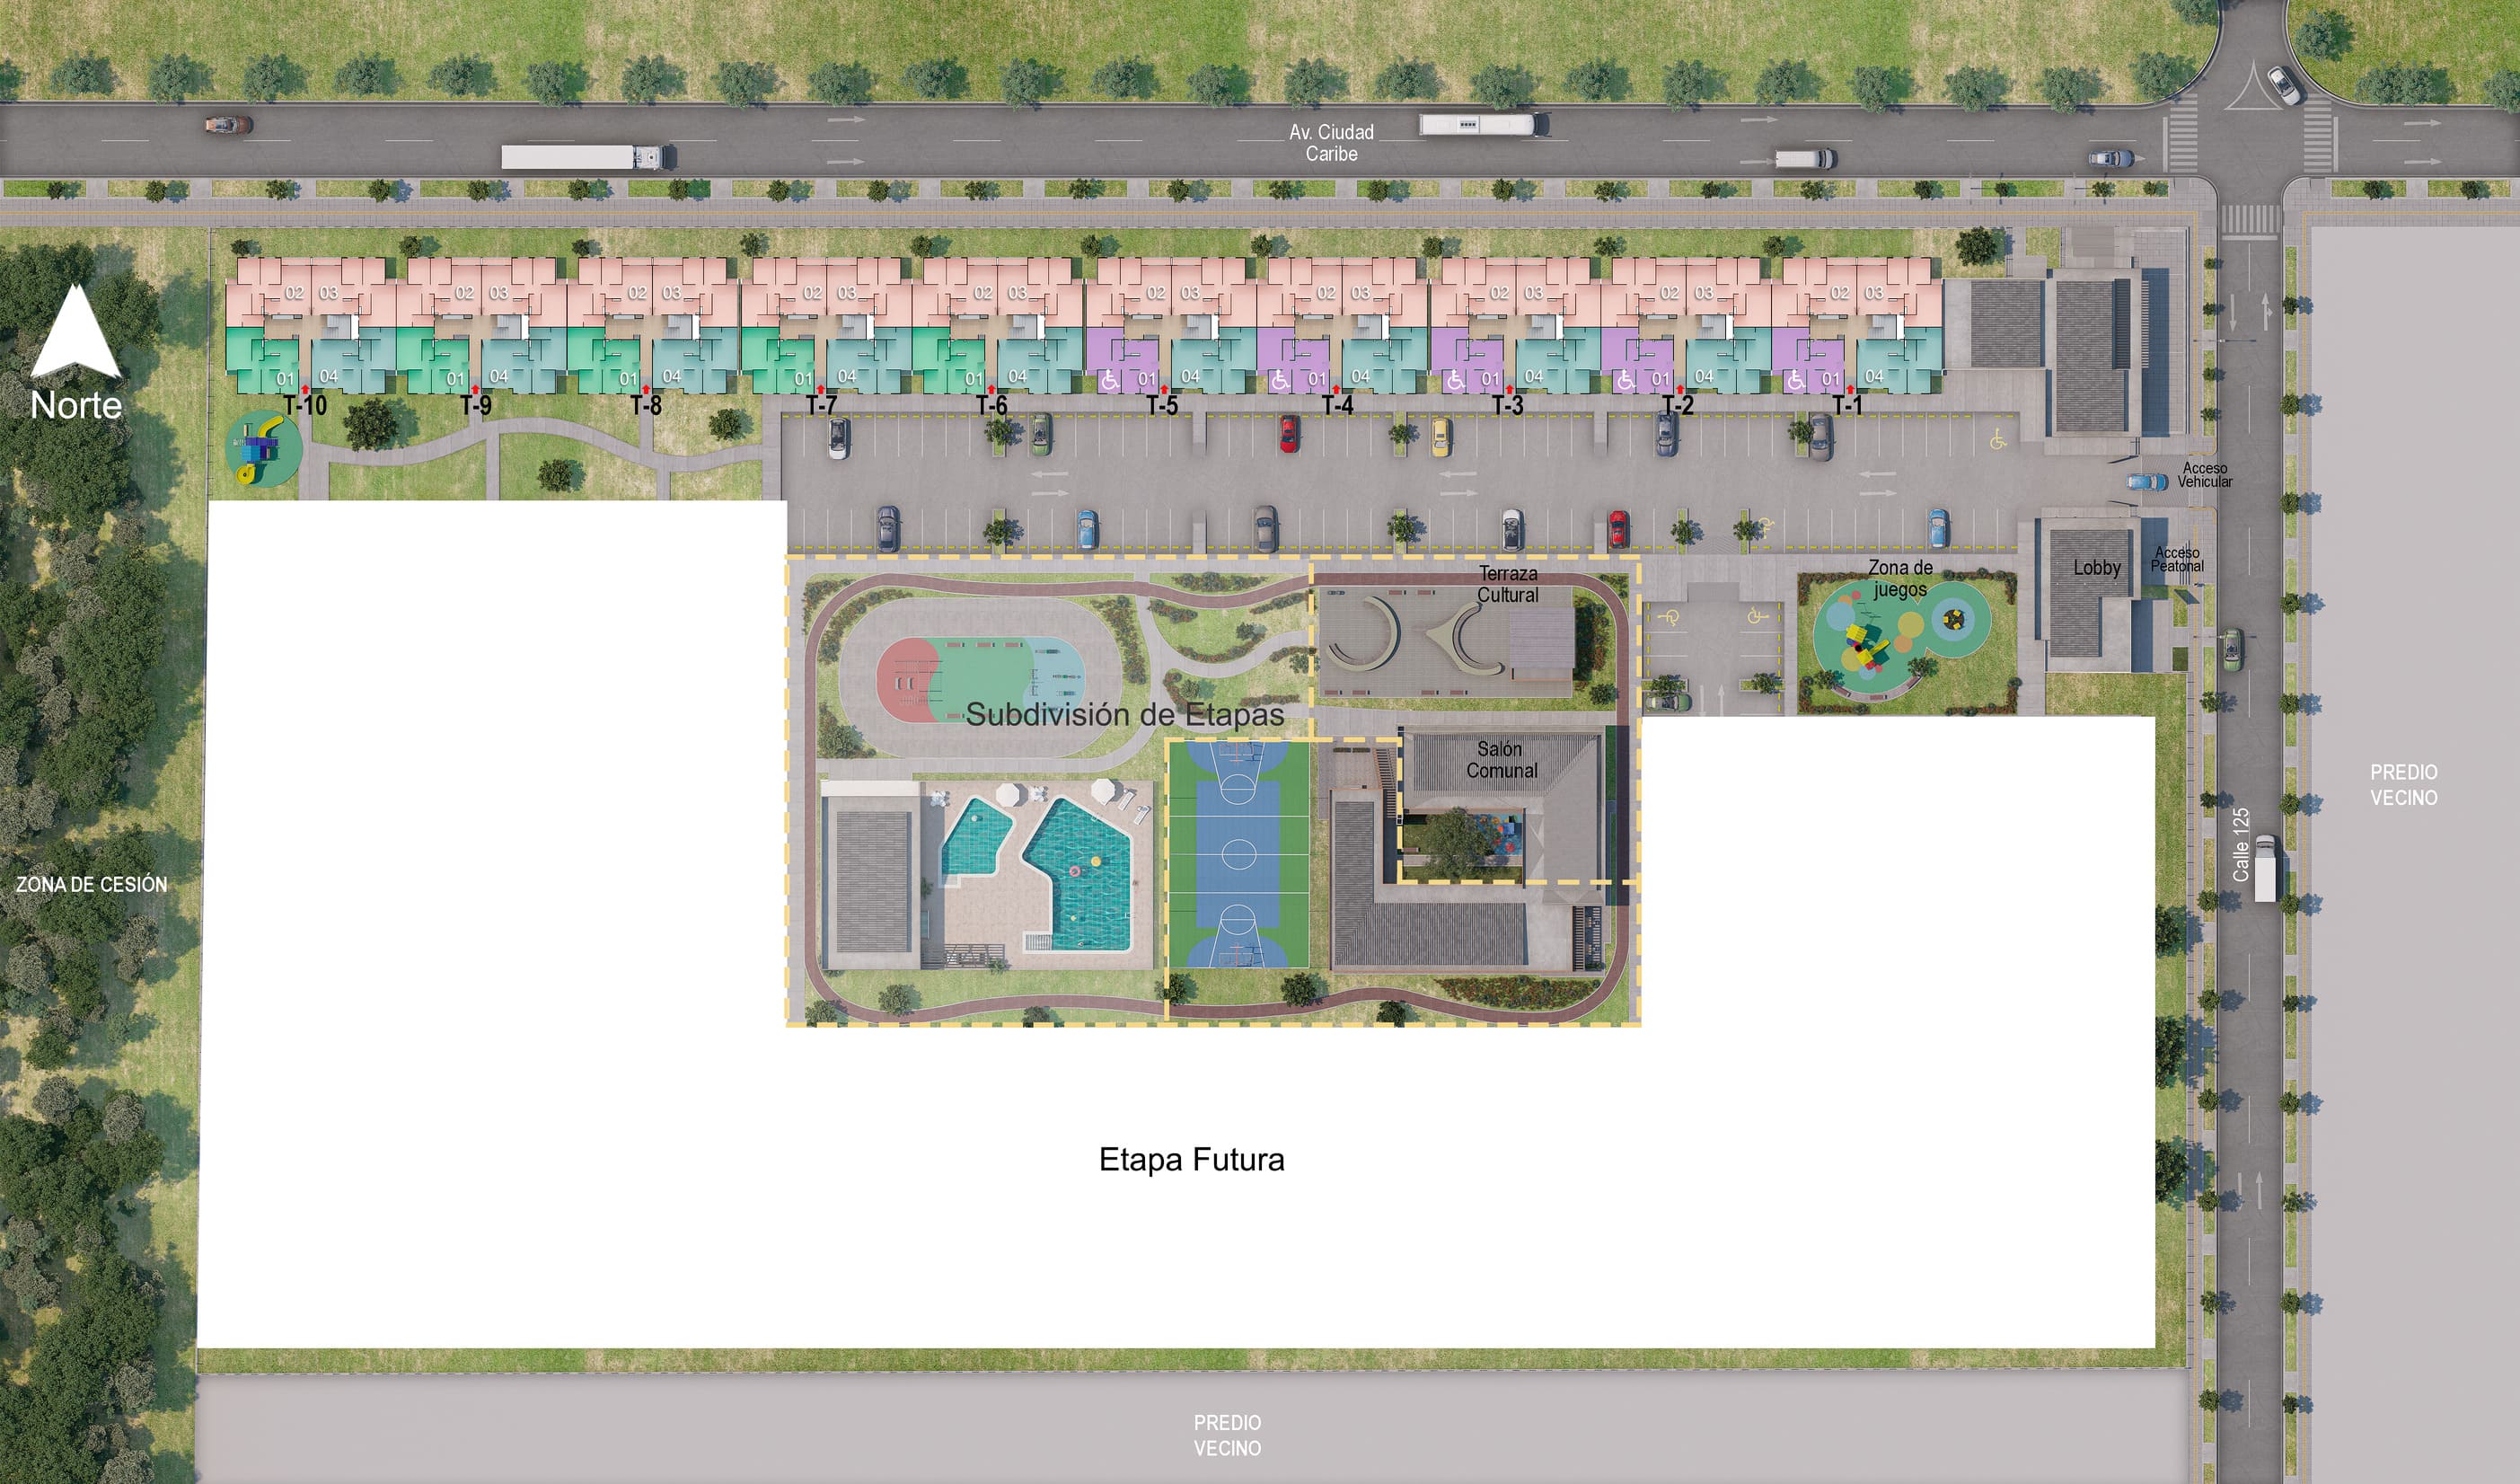 Av. Ciudad
Caribe
02 03 02 03 02 03 02 03 02 03 02 03 02 03 02 03 02 03 02 03
01 04 01 04 01 04 01 04 01 04 01 04 01 04 01 04 01 04 01 04
T-10 T-9 T-8 T-7 T-6 T-5 T-4 T-3 T-2 T-1
Norte
Acceso
Vehicular
Acceso
Peatonal
Lobby
Zona de
juegos
Terraza
Cultural
Subdivisión de Etapas
Salón
Comunal
PREDIO
VECINO
Calle 125
ZONA DE CESIÓN
Etapa Futura
PREDIO
VECINO